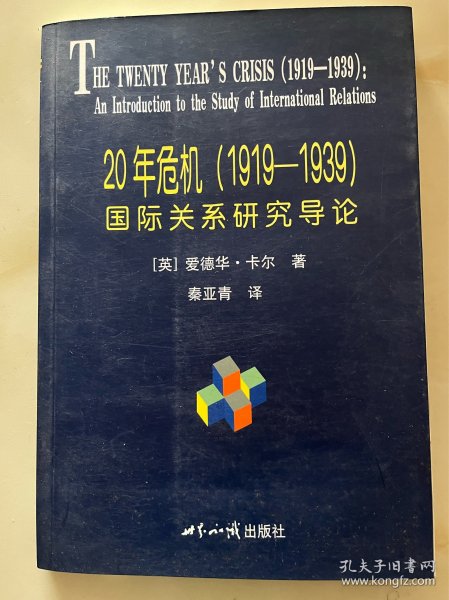 THE TWENTY YEAR'S CRISIS (1919—1939):
An Introduction to the Study of International Relations
20年危机（1919—1939）
国际关系研究导论
［英］爱德华·卡尔 著
秦亚青 译
世界知识出版社
孔夫子旧书网
www.kongfz.com